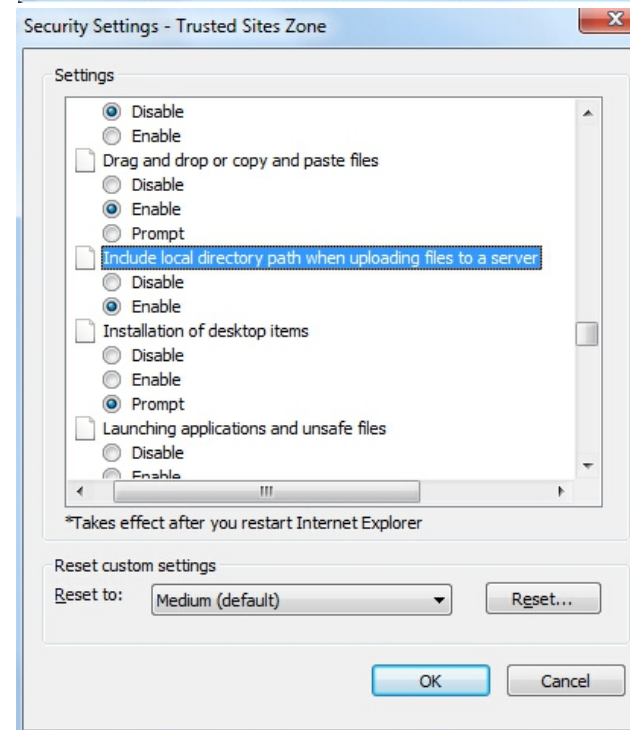 Security Settings - Trusted Sites Zone
Settings
Disable
Enable
Drag and drop or copy and paste files
Disable
Enable
Prompt
Include local directory path when uploading files to a server
Disable
Enable
Installation of desktop items
Disable
Enable
Prompt
Launching applications and unsafe files
Disable
Enable
*Takes effect after you restart Internet Explorer
Reset custom settings
Reset to: Medium (default) Reset...
OK Cancel